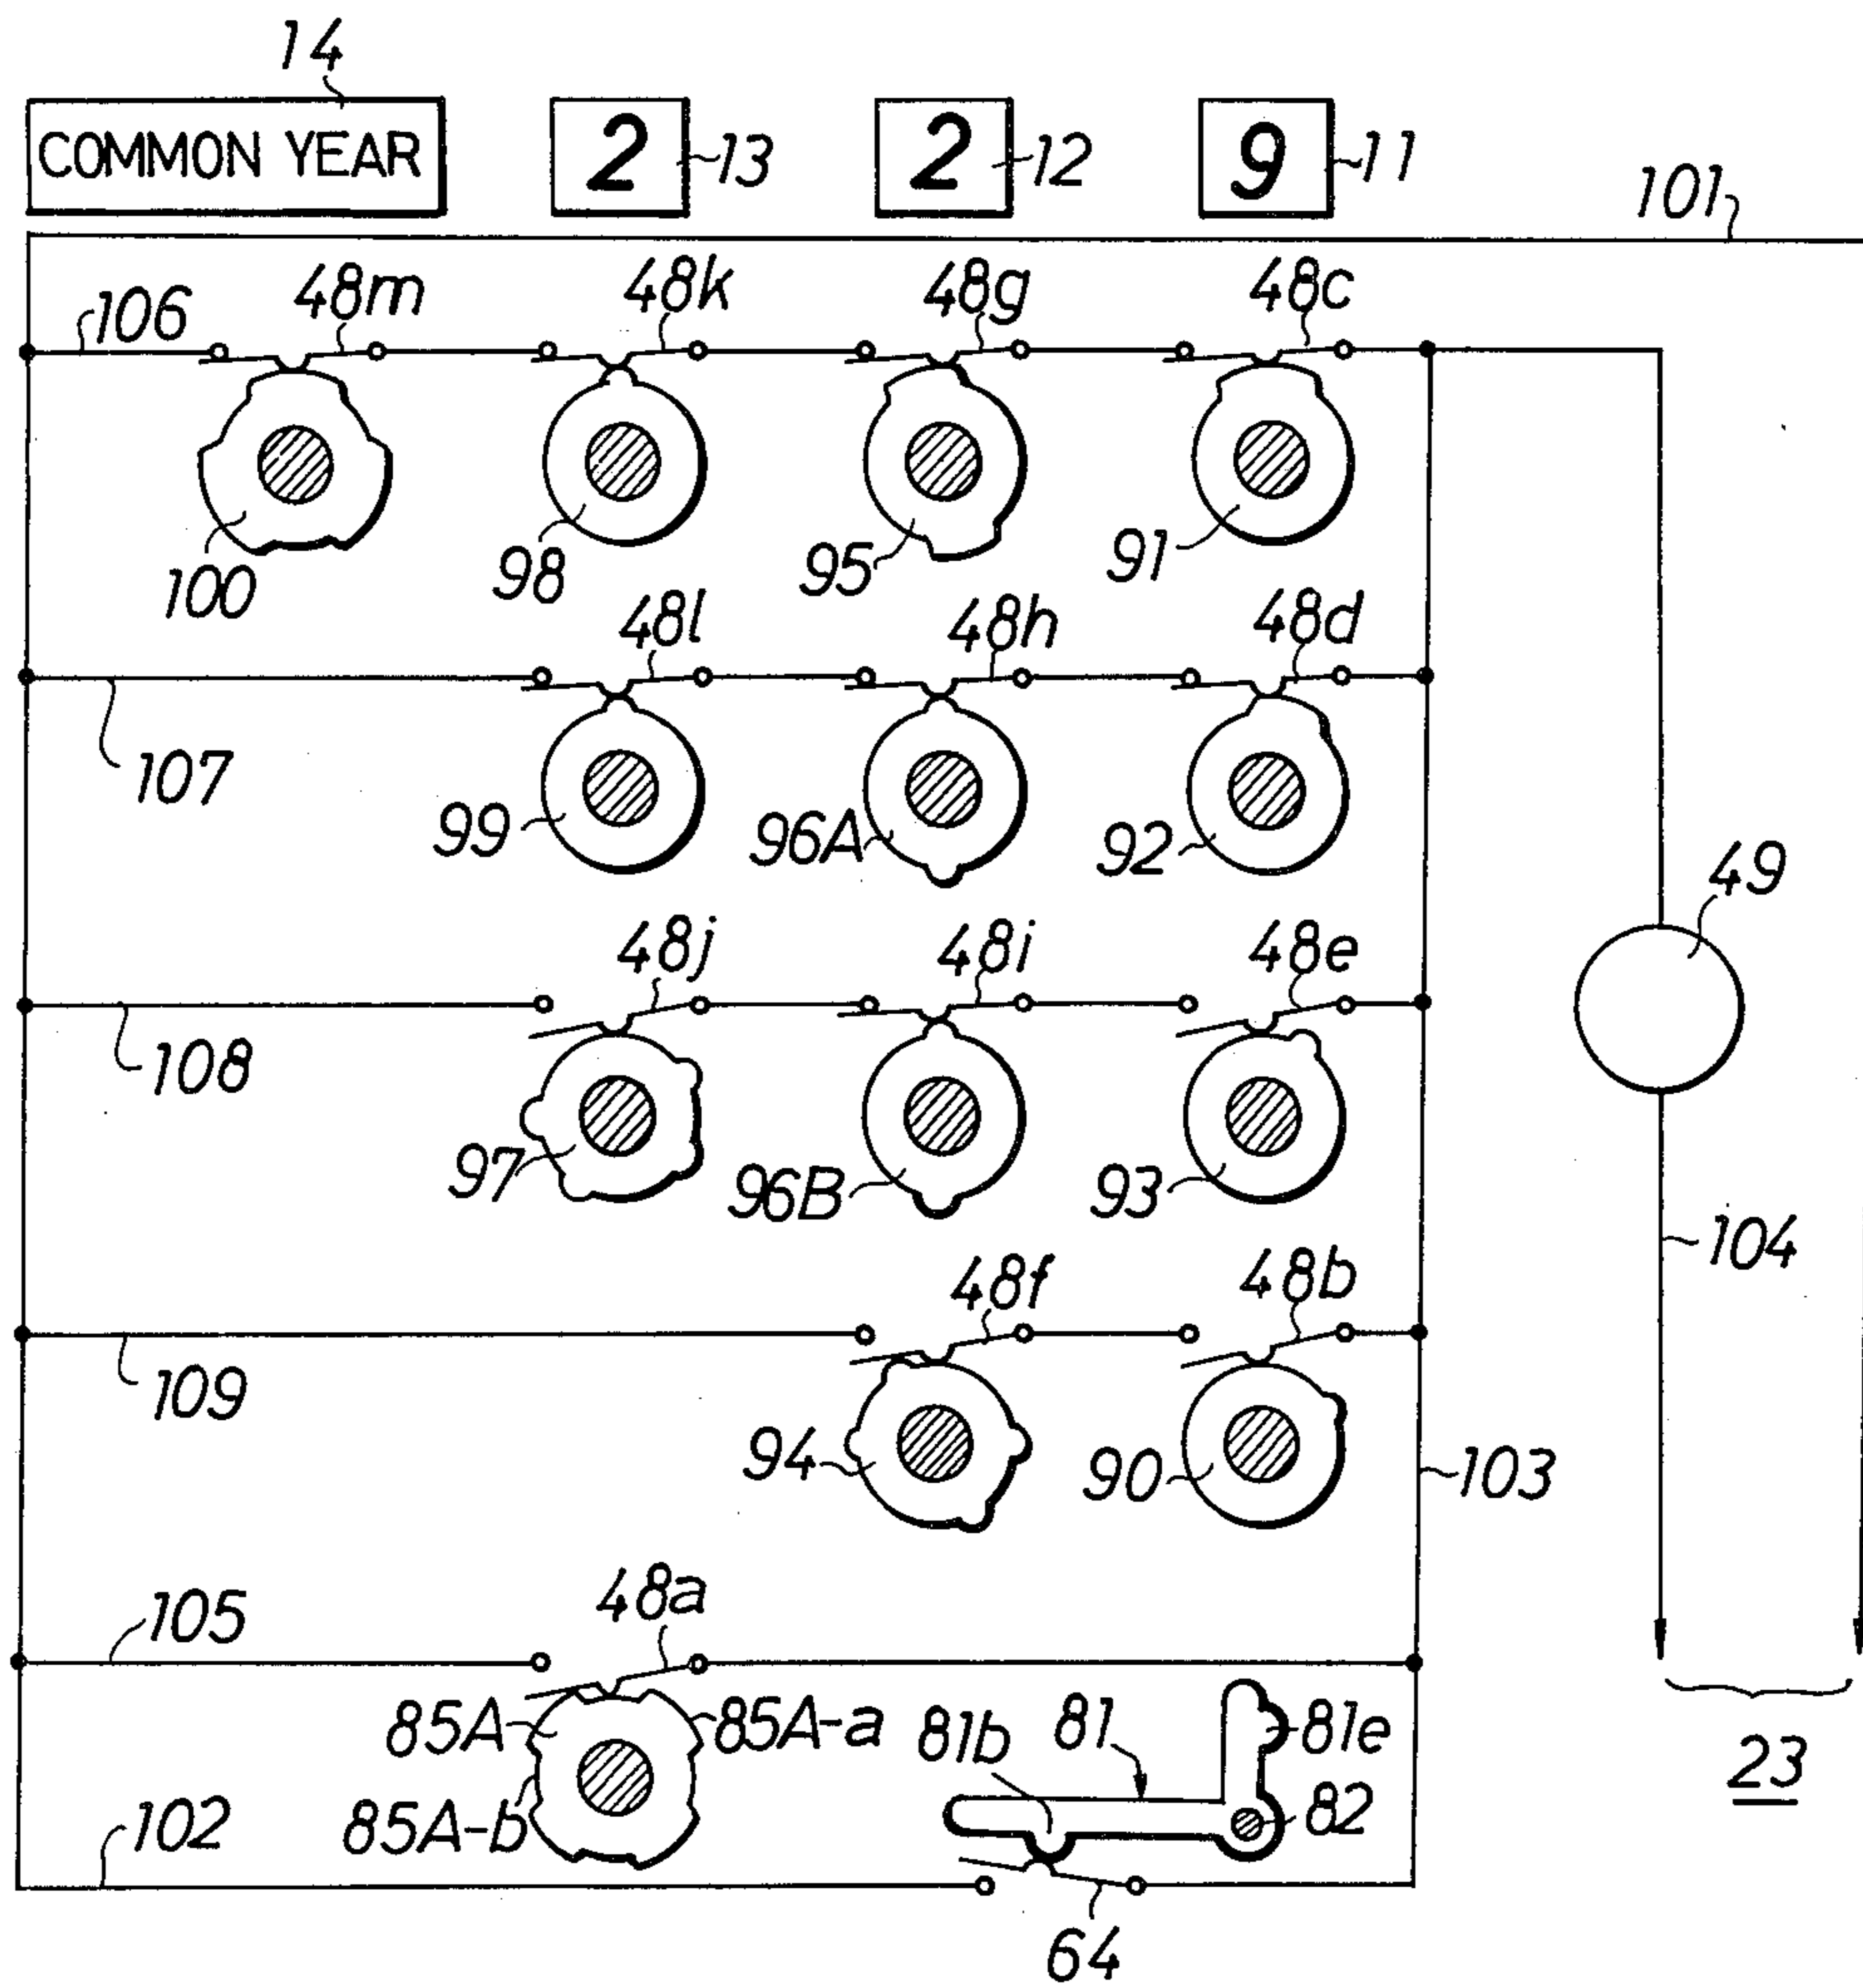 14
COMMON YEAR 2 13 2 12 9 11
101
106 48m 48k 48g 48c
100 98 95 91
48l 48h 48d
107 99 96A 92
49
48j 48i 48e
108
97 96B 93
104
48f 48b
109
94 90 103
48a
105
85A 85A-a 81b 81 81e
23
102 85A-b 82
64